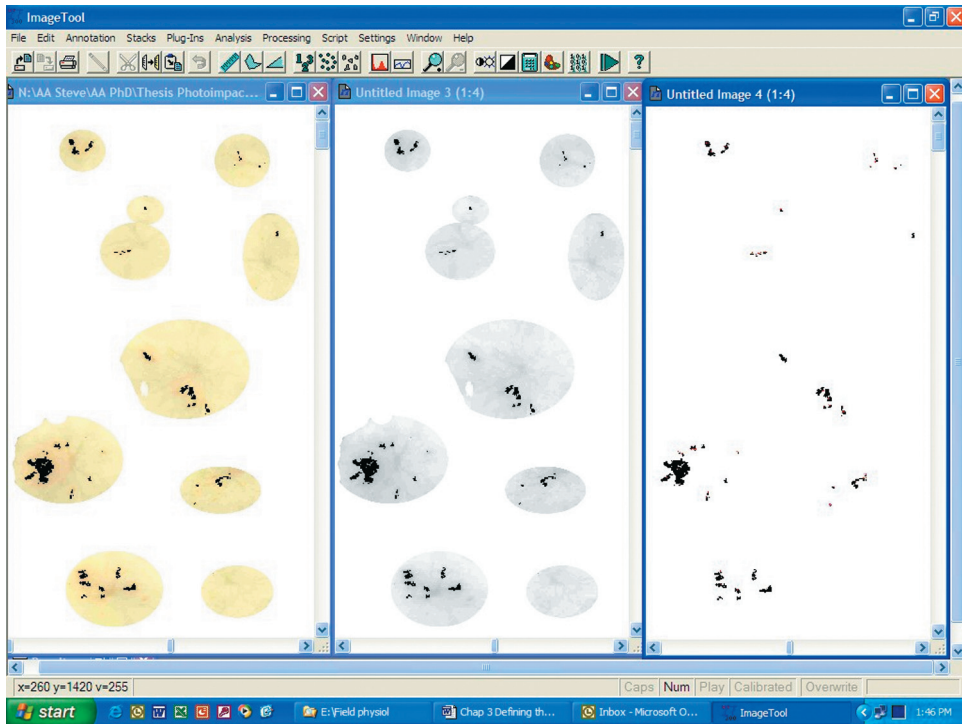 ImageTool
File Edit Annotation Stacks Plug-Ins Analysis Processing Script Settings Window Help
N:\AA Steve\AA PhD\Thesis Photoimpac...
Untitled Image 3 (1:4)
Untitled Image 4 (1:4)
x=260 y=1420 v=255
Caps Num Play Calibrated Overwrite
start E:\Field physiol Chap 3 Defining th... Inbox - Microsoft O... ImageTool 1:46 PM